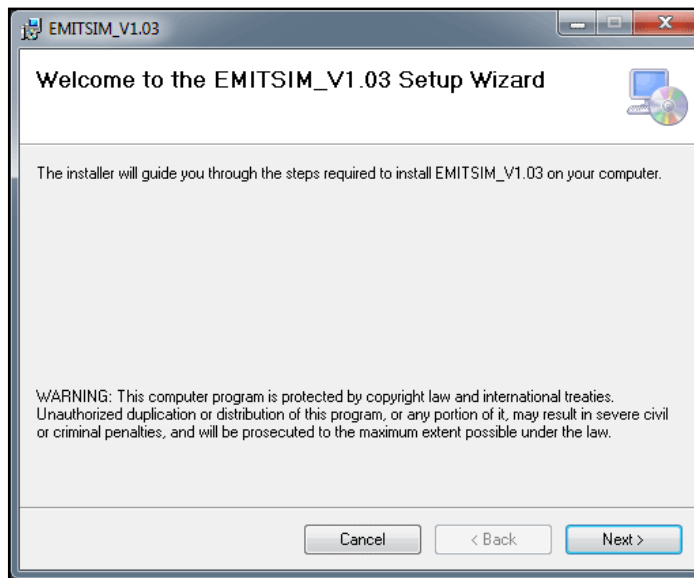 EMITSIM_V1.03
Welcome to the EMITSIM_V1.03 Setup Wizard
The installer will guide you through the steps required to install EMITSIM_V1.03 on your computer.
WARNING: This computer program is protected by copyright law and international treaties.
Unauthorized duplication or distribution of this program, or any portion of it, may result in severe civil
or criminal penalties, and will be prosecuted to the maximum extent possible under the law.
Cancel
< Back
Next >